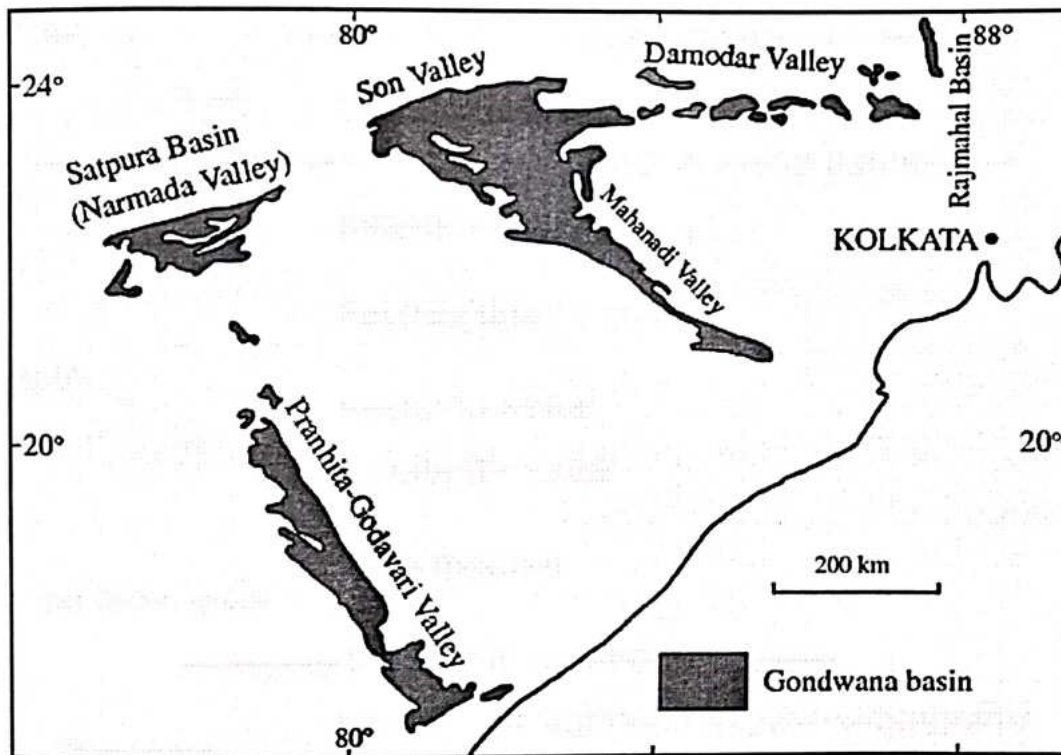 80°
88°
24°
Son Valley
Damodar Valley
Rajmahal Basin
Satpura Basin
(Narmada Valley)
Mahanadi Valley
KOLKATA
20°
20°
Pranhita-Godavari Valley
200 km
Gondwana basin
80°